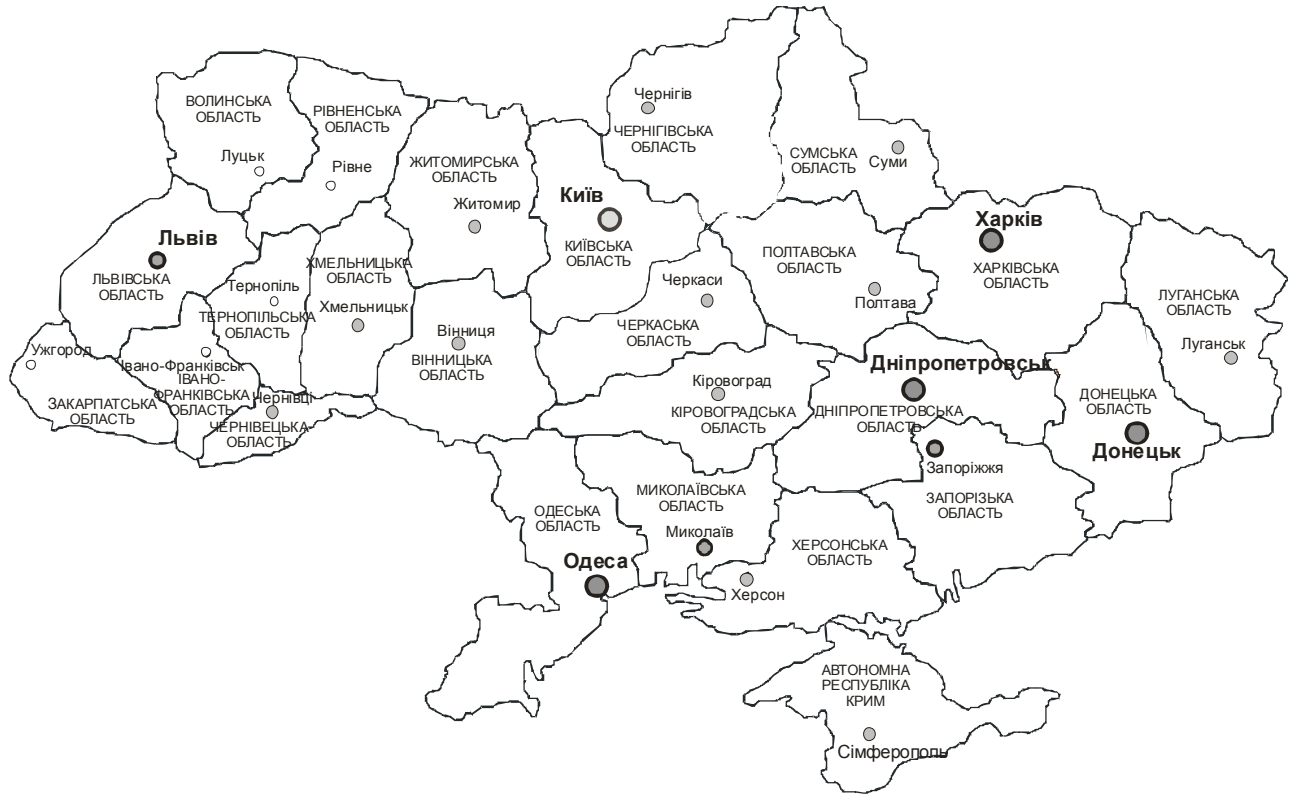 Чернігів
ЧЕРНІГІВСЬКА
ОБЛАСТЬ
СУМСЬКА
ОБЛАСТЬ
Суми
ВОЛИНСЬКА
ОБЛАСТЬ
Луцьк
РІВНЕНСЬКА
ОБЛАСТЬ
Рівне
ЖИТОМИРСЬКА
ОБЛАСТЬ
Житомир
Київ
КИЇВСЬКА
ОБЛАСТЬ
Харків
ХАРКІВСЬКА
ОБЛАСТЬ
Львів
ЛЬВІВСЬКА
ОБЛАСТЬ
Тернопіль
ТЕРНОПІЛЬСЬКА
ОБЛАСТЬ
ХМЕЛЬНИЦЬКА
ОБЛАСТЬ
Хмельницьк
Вінниця
ВІННИЦЬКА
ОБЛАСТЬ
Черкаси
ЧЕРКАСЬКА
ОБЛАСТЬ
ПОЛТАВСЬКА
ОБЛАСТЬ
Полтава
ЛУГАНСЬКА
ОБЛАСТЬ
Луганськ
Ужгород
ЗАКАРПАТСЬКА
ОБЛАСТЬ
Івано-Франківськ
ІВАНО-
ФРАНКІВСЬКА
ОБЛАСТЬ
Чернівці
ЧЕРНІВЕЦЬКА
ОБЛАСТЬ
Кіровоград
КІРОВОГРАДСЬКА
ОБЛАСТЬ
Дніпропетровськ
ДНІПРОПЕТРОВСЬКА
ОБЛАСТЬ
ДОНЕЦЬКА
ОБЛАСТЬ
Донецьк
Запоріжжя
ЗАПОРІЗЬКА
ОБЛАСТЬ
ОДЕСЬКА
ОБЛАСТЬ
Одеса
МИКОЛАЇВСЬКА
ОБЛАСТЬ
Миколаїв
ХЕРСОНСЬКА
ОБЛАСТЬ
Херсон
АВТОНОМНА
РЕСПУБЛІКА
КРИМ
Сімферополь